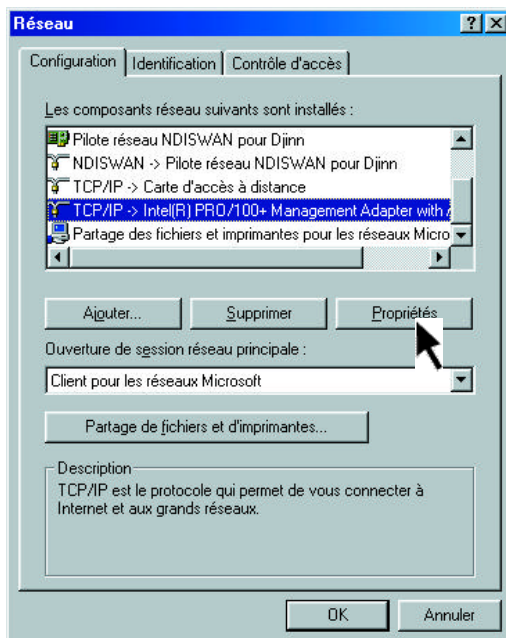 Réseau
Configuration Identification Contrôle d'accès
Les composants réseau suivants sont installés :
Pilote réseau NDISWAN pour Djinn
NDISWAN -> Pilote réseau NDISWAN pour Djinn
TCP/IP -> Carte d'accès à distance
TCP/IP -> Intel(R) PRO/100+ Management Adapter with
Partage des fichiers et imprimantes pour les réseaux Micro
Ajouter... Supprimer Propriétés
Ouverture de session réseau principale :
Client pour les réseaux Microsoft
Partage de fichiers et d'imprimantes...
Description
TCP/IP est le protocole qui permet de vous connecter à
Internet et aux grands réseaux.
OK Annuler